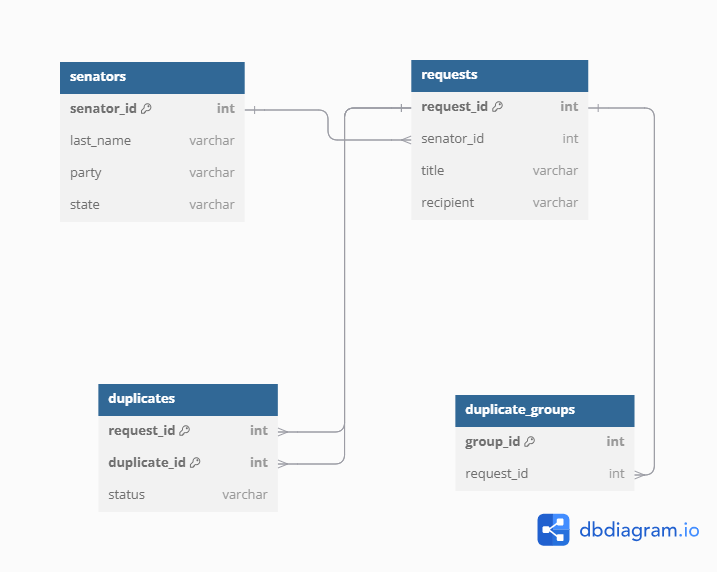 senators
senator_id int
last_name varchar
party varchar
state varchar
requests
request_id int
senator_id int
title varchar
recipient varchar
duplicates
request_id int
duplicate_id int
status varchar
duplicate_groups
group_id int
request_id int
dbdiagram.io